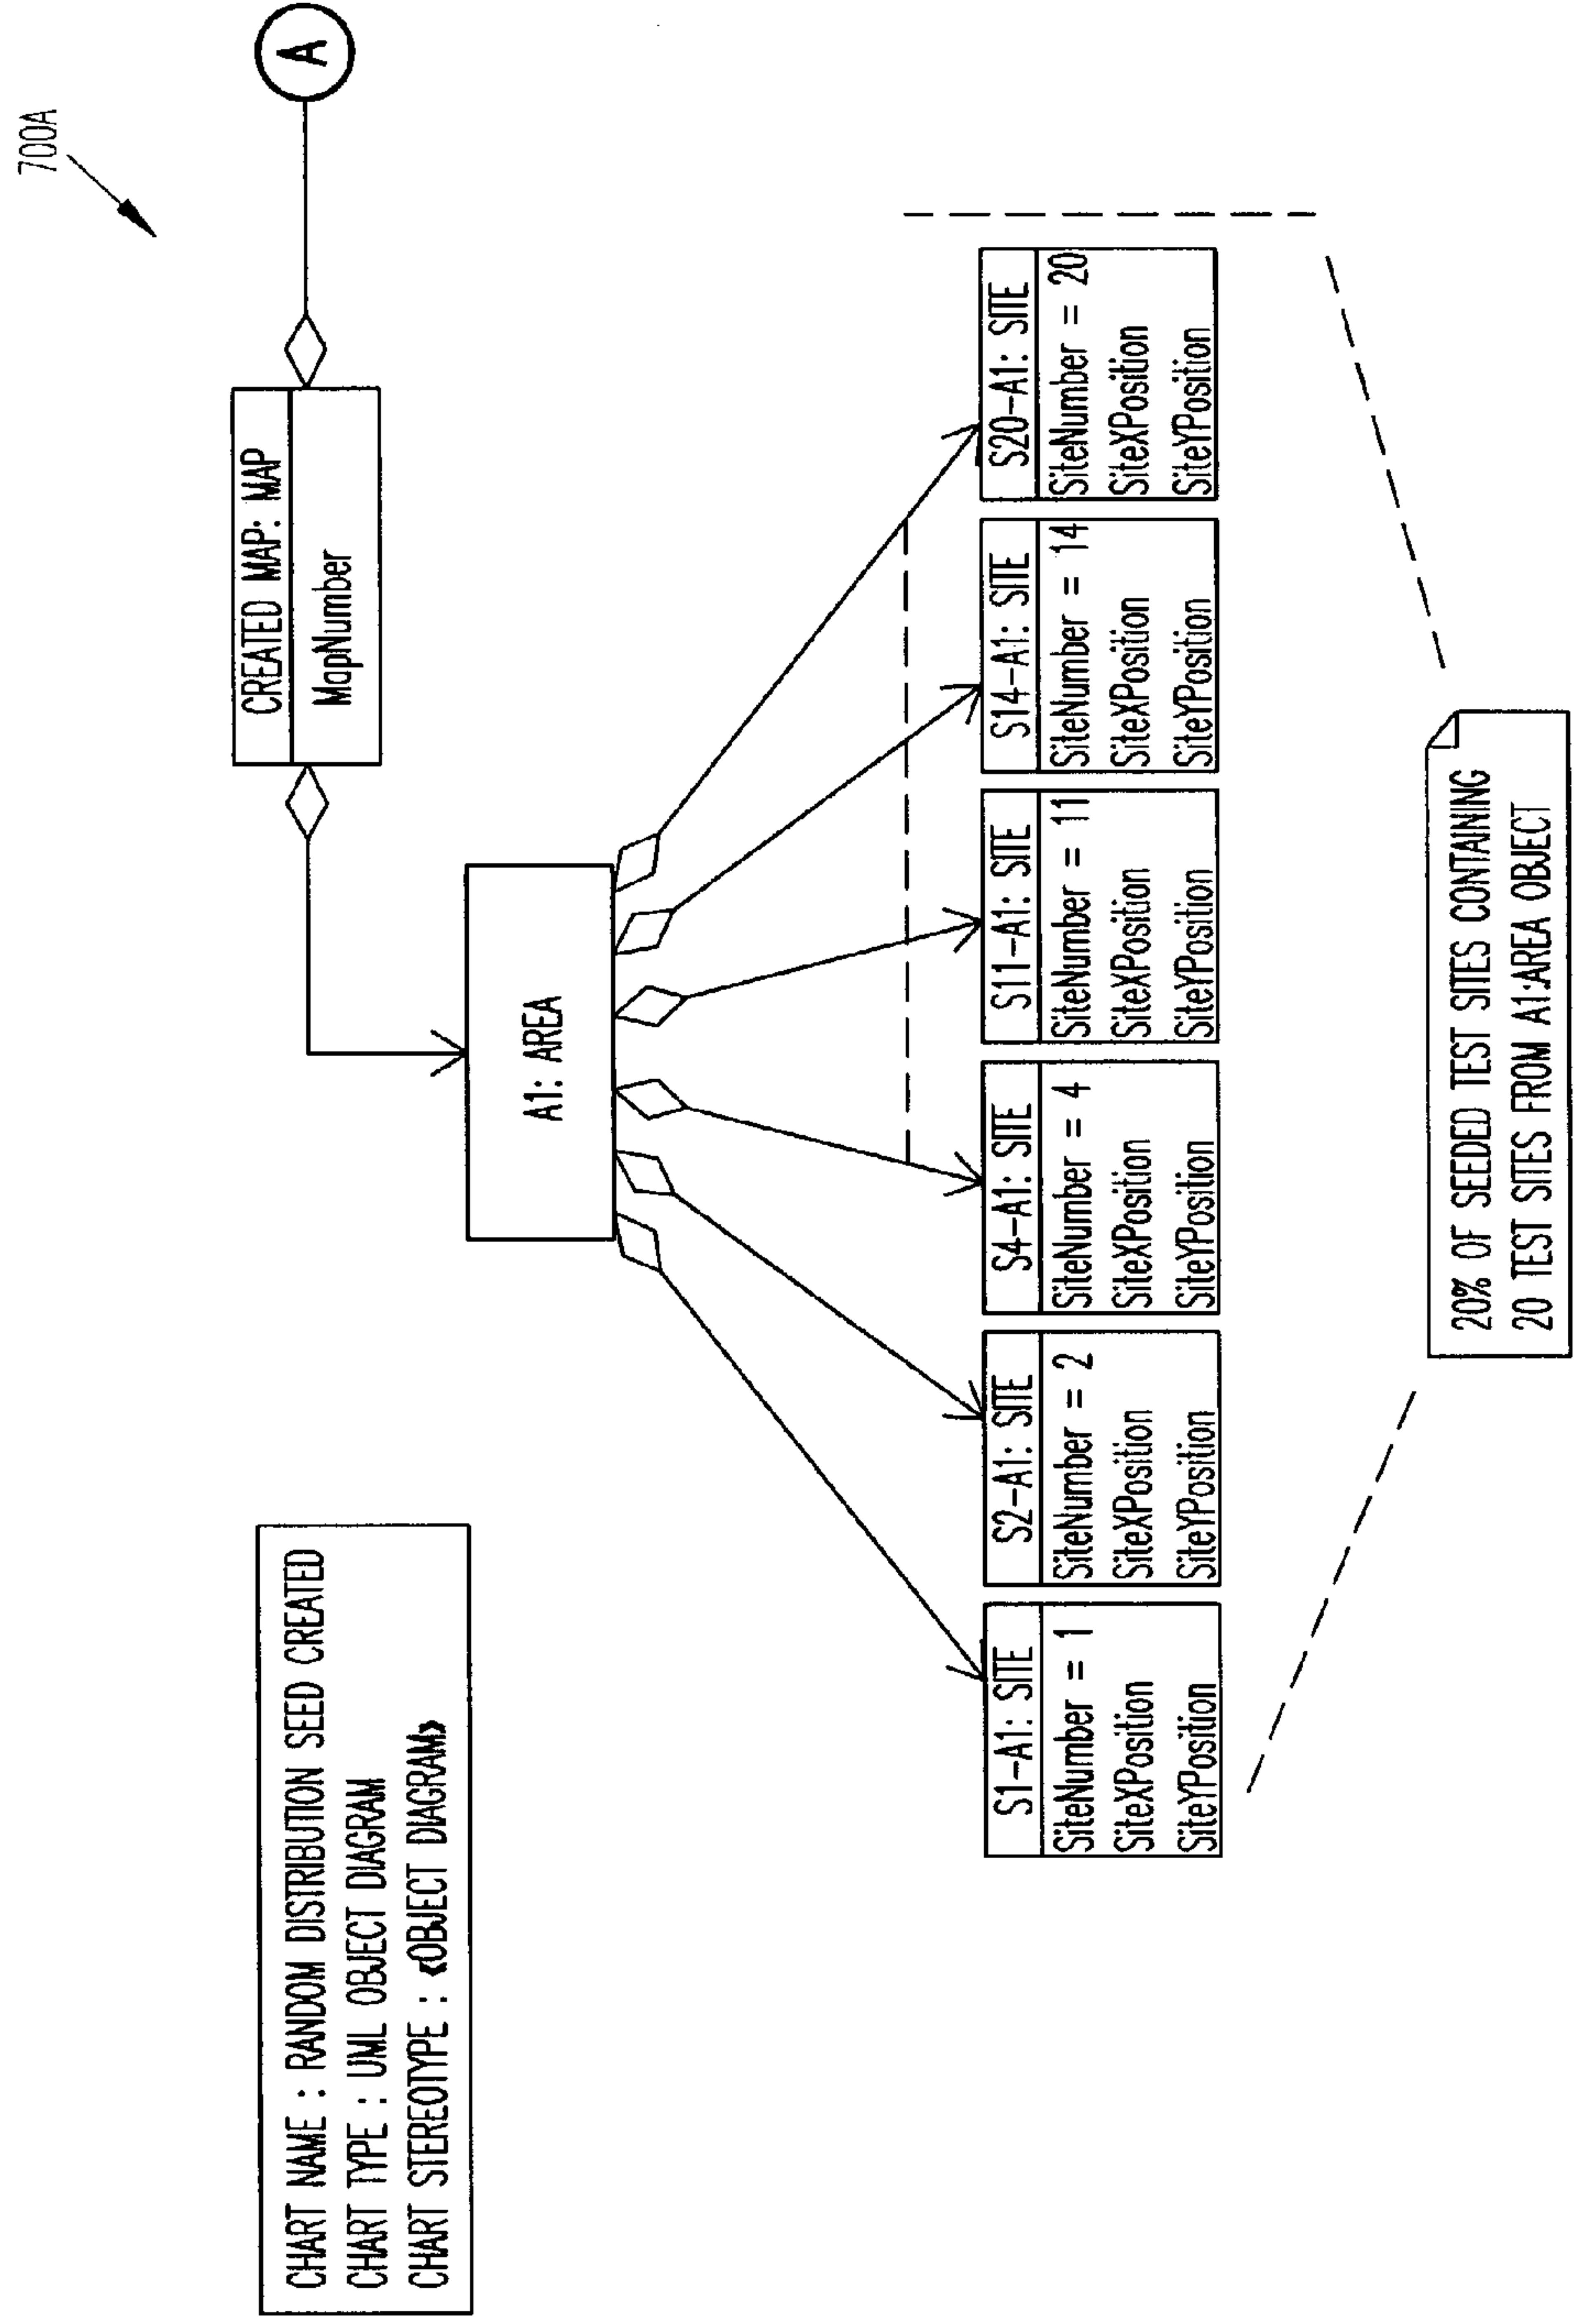 700A
A
CREATED MAP: MAP
MapNumber
CHART NAME : RANDOM DISTRIBUTION SEED CREATED
CHART TYPE : UML OBJECT DIAGRAM
CHART STEREOTYPE : «OBJECT DIAGRAM»
A1: AREA
S1-A1: SITE
SiteNumber = 1
SiteXPosition
SiteYPosition
S2-A1: SITE
SiteNumber = 2
SiteXPosition
SiteYPosition
S4-A1: SITE
SiteNumber = 4
SiteXPosition
SiteYPosition
S11-A1: SITE
SiteNumber = 11
SiteXPosition
SiteYPosition
S14-A1: SITE
SiteNumber = 14
SiteXPosition
SiteYPosition
S20-A1: SITE
SiteNumber = 20
SiteXPosition
SiteYPosition
20% OF SEEDED TEST SITES CONTAINING
20 TEST SITES FROM A1:AREA OBJECT